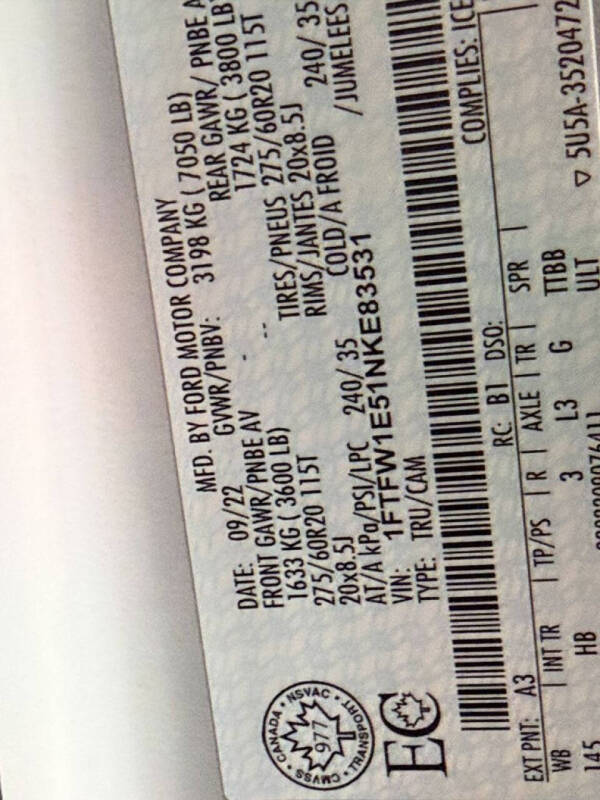 MFD. BY FORD MOTOR COMPANY
DATE: 09/22 GVWR/PNBV: 3198 KG ( 7050 LB)
FRONT GAWR/PNBE AV - REAR GAWR/ PNBE
1633 KG ( 3600 LB) -- 1724 KG ( 3800 LB
275/60R20 115T TIRES/PNEUS 275/60R20 115T
20x8.5J RIMS/JANTES 20x8.5J
AT/A kPa/PSI/LPC 240/ 35 COLD/A FROID 240/ 35
VIN: 1FTFW1E51NKE83531 /JUMELEES
TYPE: TRU/CAM
CANADA • NSVAC • TRANSPORT • CMVSS •
977
EC
RC: B1 DSO: COMPLIES: ICE
EXT PNT: A3
WB INT TR TP/PS R AXLE TR SPR
145 HB 3 L3 G TTBB
ULT
5U5A-3520472